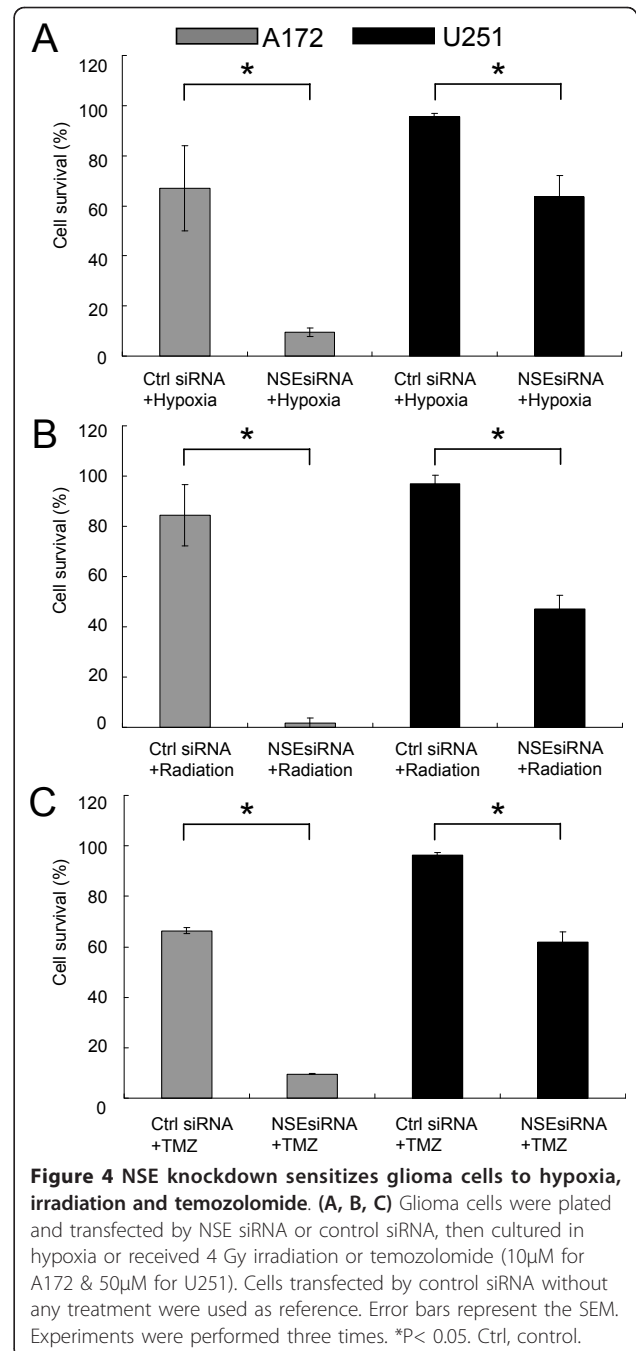 A
A172 U251
120
100
80
60
40
20
0
Cell survival (%)
* *
Ctrl siRNA NSEsiRNA Ctrl siRNA NSEsiRNA
+Hypoxia +Hypoxia +Hypoxia +Hypoxia
B
120
100
80
60
40
20
0
Cell survival (%)
* *
Ctrl siRNA NSEsiRNA Ctrl siRNA NSEsiRNA
+Radiation +Radiation +Radiation +Radiation
C
120
100
80
60
40
20
0
Cell survival (%)
* *
Ctrl siRNA NSEsiRNA Ctrl siRNA NSEsiRNA
+TMZ +TMZ +TMZ +TMZ
Figure 4 NSE knockdown sensitizes glioma cells to hypoxia,
irradiation and temozolomide. (A, B, C) Glioma cells were plated
and transfected by NSE siRNA or control siRNA, then cultured in
hypoxia or received 4 Gy irradiation or temozolomide (10μM for
A172 & 50μM for U251). Cells transfected by control siRNA without
any treatment were used as reference. Error bars represent the SEM.
Experiments were performed three times. *P< 0.05. Ctrl, control.